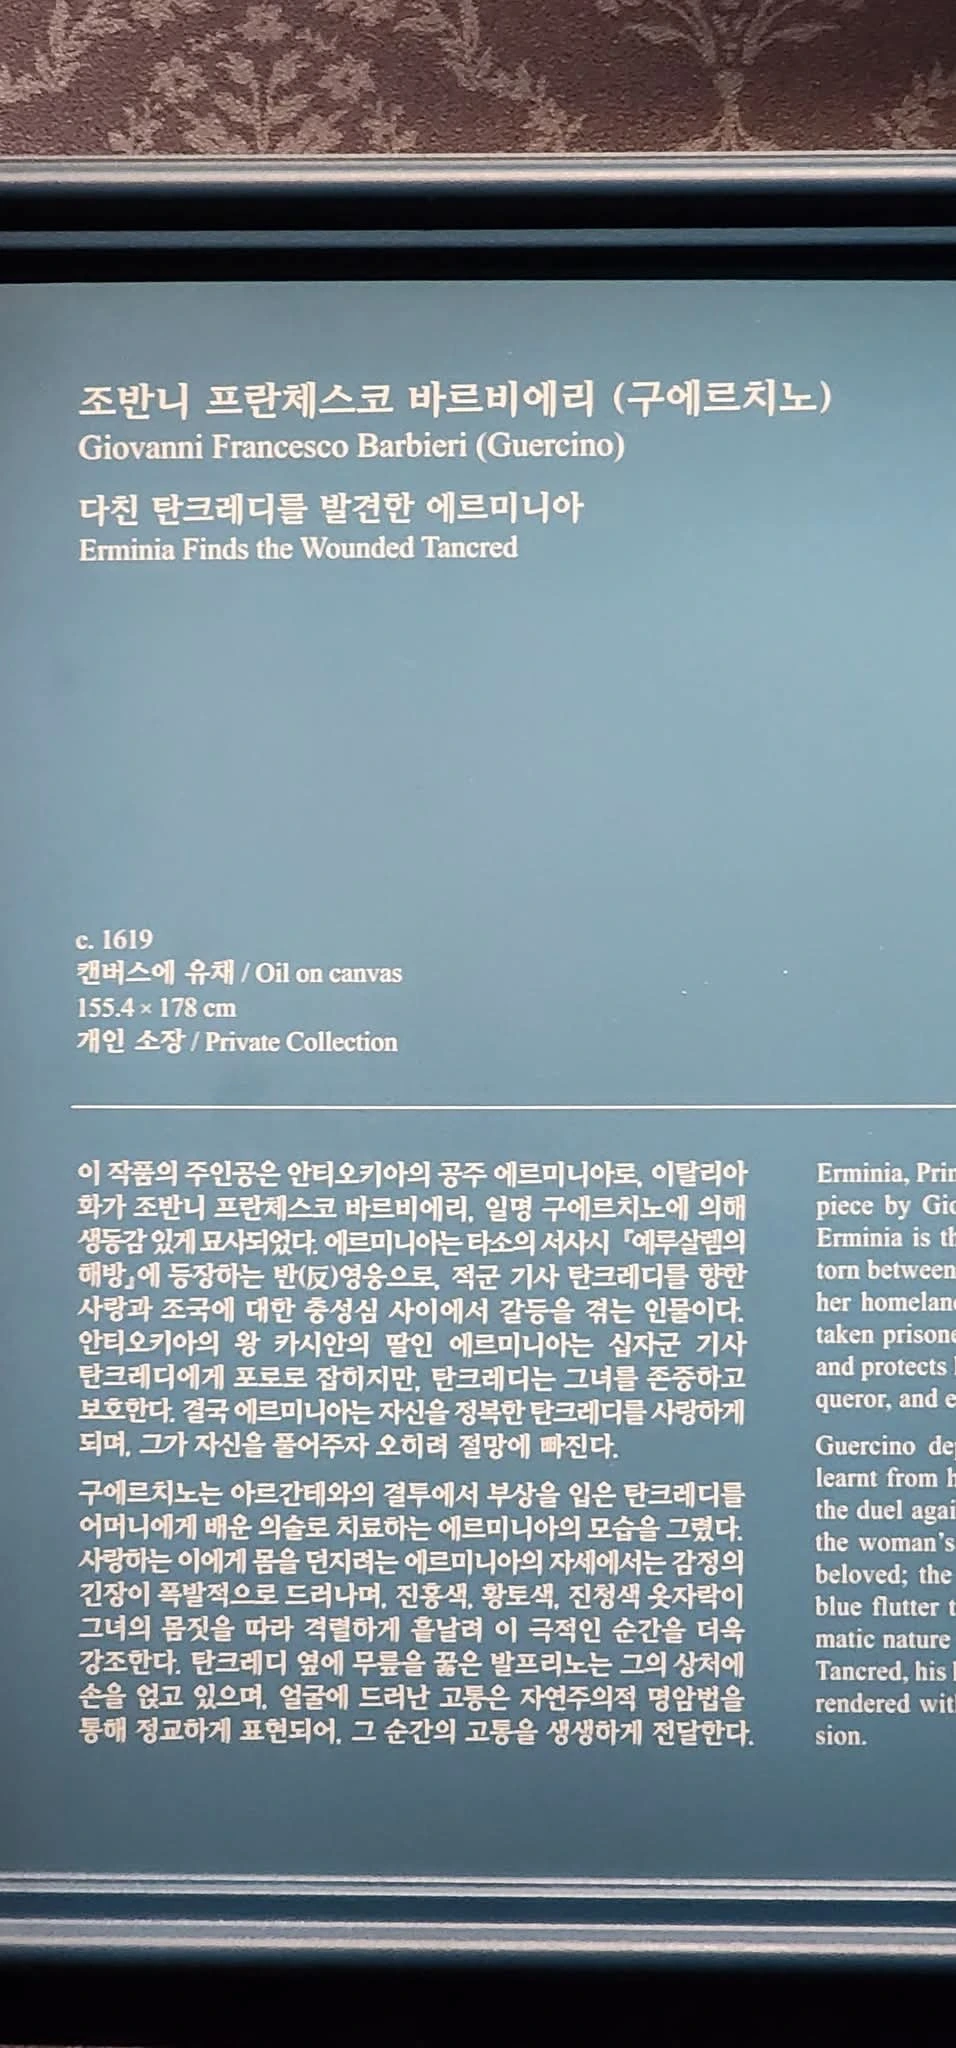 조반니 프란체스코 바르비에리 (구에르치노)
Giovanni Francesco Barbieri (Guercino)
다친 탄크레디를 발견한 에르미니아
Erminia Finds the Wounded Tancred
c. 1619
캔버스에 유채 / Oil on canvas
155.4 × 178 cm
개인 소장 / Private Collection
이 작품의 주인공은 안티오키아의 공주 에르미니아로, 이탈리아
화가 조반니 프란체스코 바르비에리, 일명 구에르치노에 의해
생동감 있게 묘사되었다. 에르미니아는 타소의 서사시 『예루살렘의
해방』에 등장하는 반(反)영웅으로, 적군 기사 탄크레디를 향한
사랑과 조국에 대한 충성심 사이에서 갈등을 겪는 인물이다.
안티오키아의 왕 카시안의 딸인 에르미니아는 십자군 기사
탄크레디에게 포로로 잡히지만, 탄크레디는 그녀를 존중하고
보호한다. 결국 에르미니아는 자신을 정복한 탄크레디를 사랑하게
되며, 그가 자신을 풀어주자 오히려 절망에 빠진다.
구에르치노는 아르간테와의 결투에서 부상을 입은 탄크레디를
어머니에게 배운 의술로 치료하는 에르미니아의 모습을 그렸다.
사랑하는 이에게 몸을 던지려는 에르미니아의 자세에서는 감정의
긴장이 폭발적으로 드러나며, 진홍색, 황토색, 진청색 옷자락이
그녀의 몸짓을 따라 격렬하게 흩날려 이 극적인 순간을 더욱
강조한다. 탄크레디 옆에 무릎을 꿇은 발프리노는 그의 상처에
손을 얹고 있으며, 얼굴에 드러난 고통은 자연주의적 명암법을
통해 정교하게 표현되어, 그 순간의 고통을 생생하게 전달한다.
Erminia,
piece by
Erminia is
torn between
her
taken
and protects
queror, and
Guercino
learnt from
the duel
the woman's
beloved; the
blue flutter
matic nature
Tancred, his
rendered
sion.